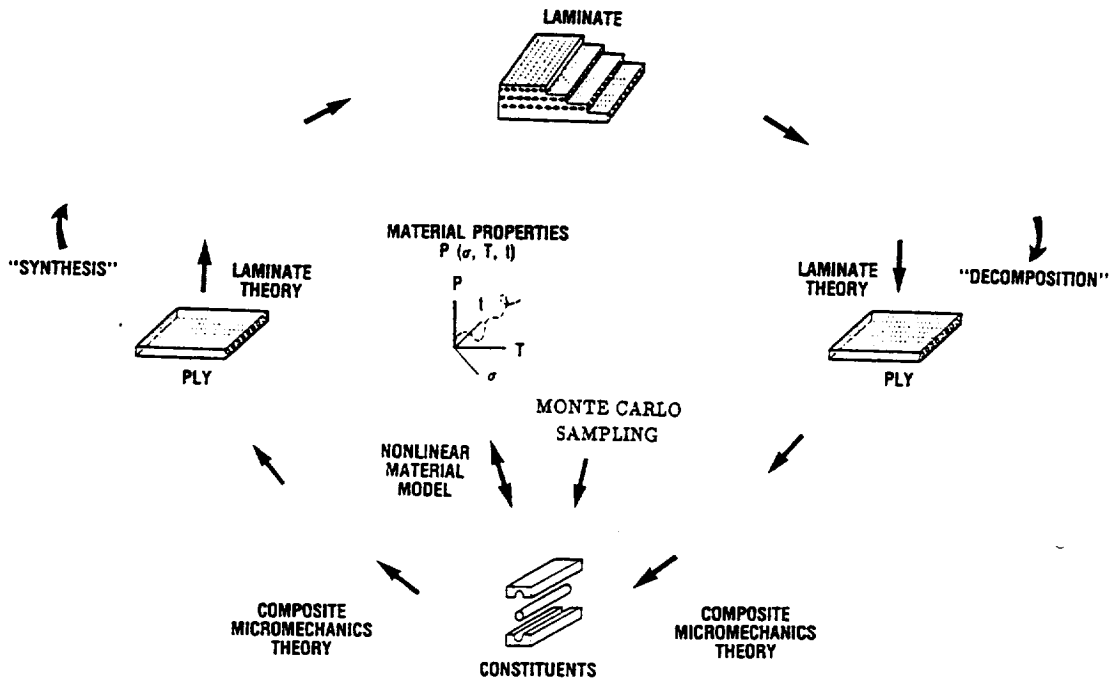 LAMINATE
MATERIAL PROPERTIES
P (σ, T, t)
P
t
T
σ
"SYNTHESIS"
LAMINATE
THEORY
PLY
LAMINATE
THEORY
"DECOMPOSITION"
PLY
MONTE CARLO
SAMPLING
NONLINEAR
MATERIAL
MODEL
COMPOSITE
MICROMECHANICS
THEORY
CONSTITUENTS
COMPOSITE
MICROMECHANICS
THEORY